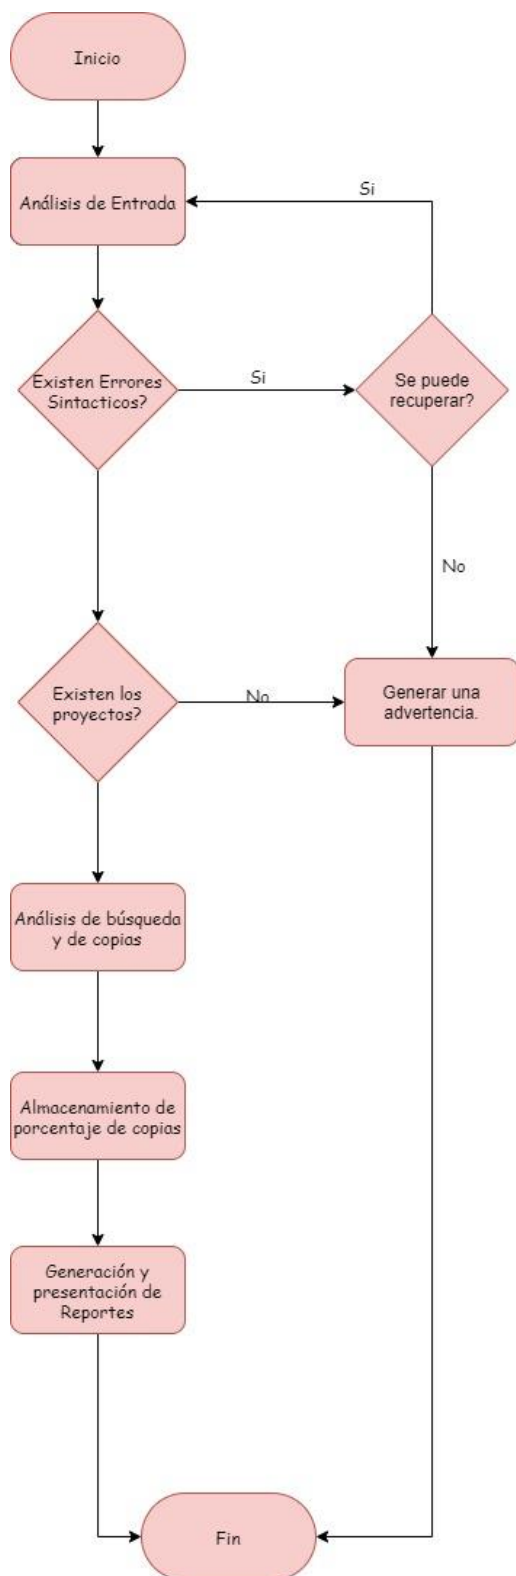 Inicio
Análisis de Entrada
Si
Existen Errores
Sintacticos?
Si
Se puede
recuperar?
No
Existen los
proyectos?
No
Generar una
advertencia.
Análisis de búsqueda
y de copias
Almacenamiento de
porcentaje de copias
Generación y
presentación de
Reportes
Fin